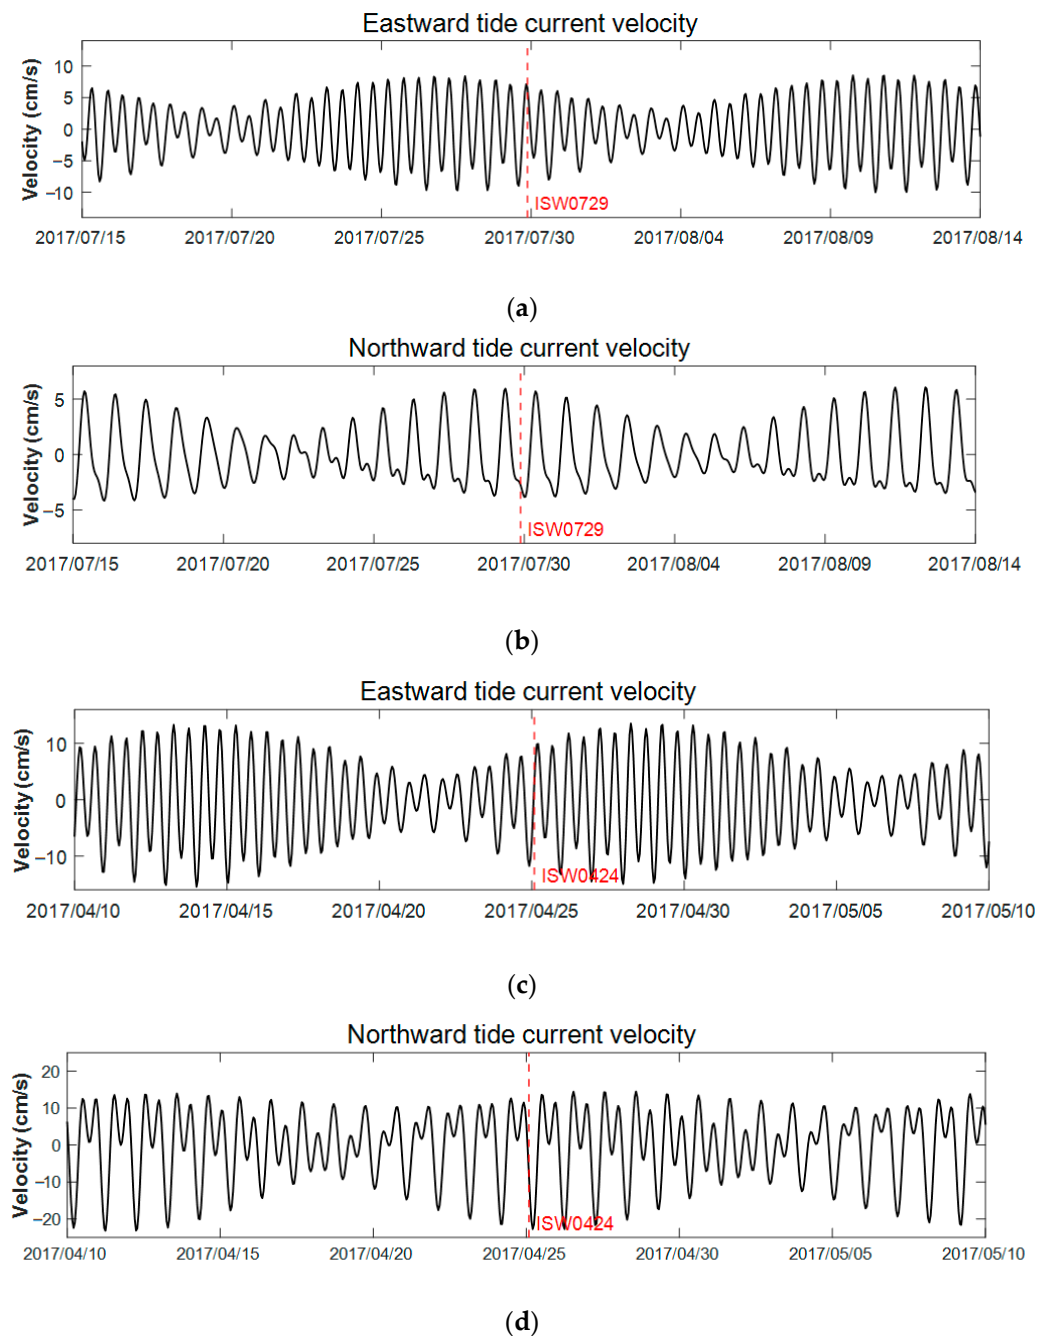 Eastward tide current velocity
Velocity (cm/s)
10
5
0
−5
−10
ISW0729
2017/07/15 2017/07/20 2017/07/25 2017/07/30 2017/08/04 2017/08/09 2017/08/14
(a)
Northward tide current velocity
Velocity (cm/s)
5
0
−5
ISW0729
2017/07/15 2017/07/20 2017/07/25 2017/07/30 2017/08/04 2017/08/09 2017/08/14
(b)
Eastward tide current velocity
Velocity (cm/s)
10
0
−10
ISW0424
2017/04/10 2017/04/15 2017/04/20 2017/04/25 2017/04/30 2017/05/05 2017/05/10
(c)
Northward tide current velocity
Velocity (cm/s)
20
10
0
−10
−20
ISW0424
2017/04/10 2017/04/15 2017/04/20 2017/04/25 2017/04/30 2017/05/05 2017/05/10
(d)